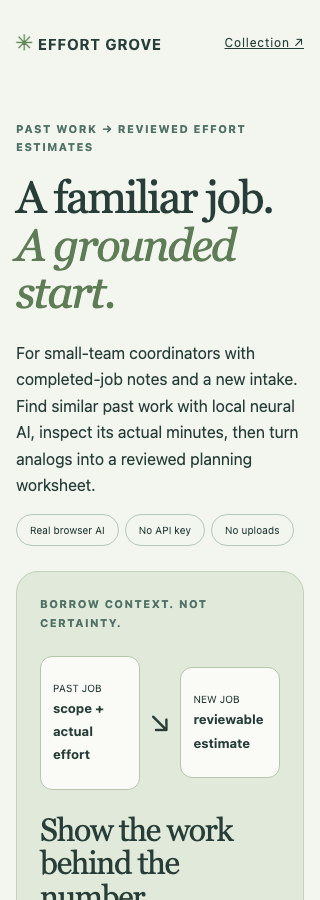 EFFORT GROVE
Collection ↗
PAST WORK → REVIEWED EFFORT
ESTIMATES
A familiar job.
A grounded
start.
For small-team coordinators with
completed-job notes and a new intake.
Find similar past work with local neural
AI, inspect its actual minutes, then turn
analogs into a reviewed planning
worksheet.
Real browser AI
No API key
No uploads
BORROW CONTEXT. NOT
CERTAINTY.
PAST JOB
scope +
actual
effort
↘
NEW JOB
reviewable
estimate
Show the work
behind the
number